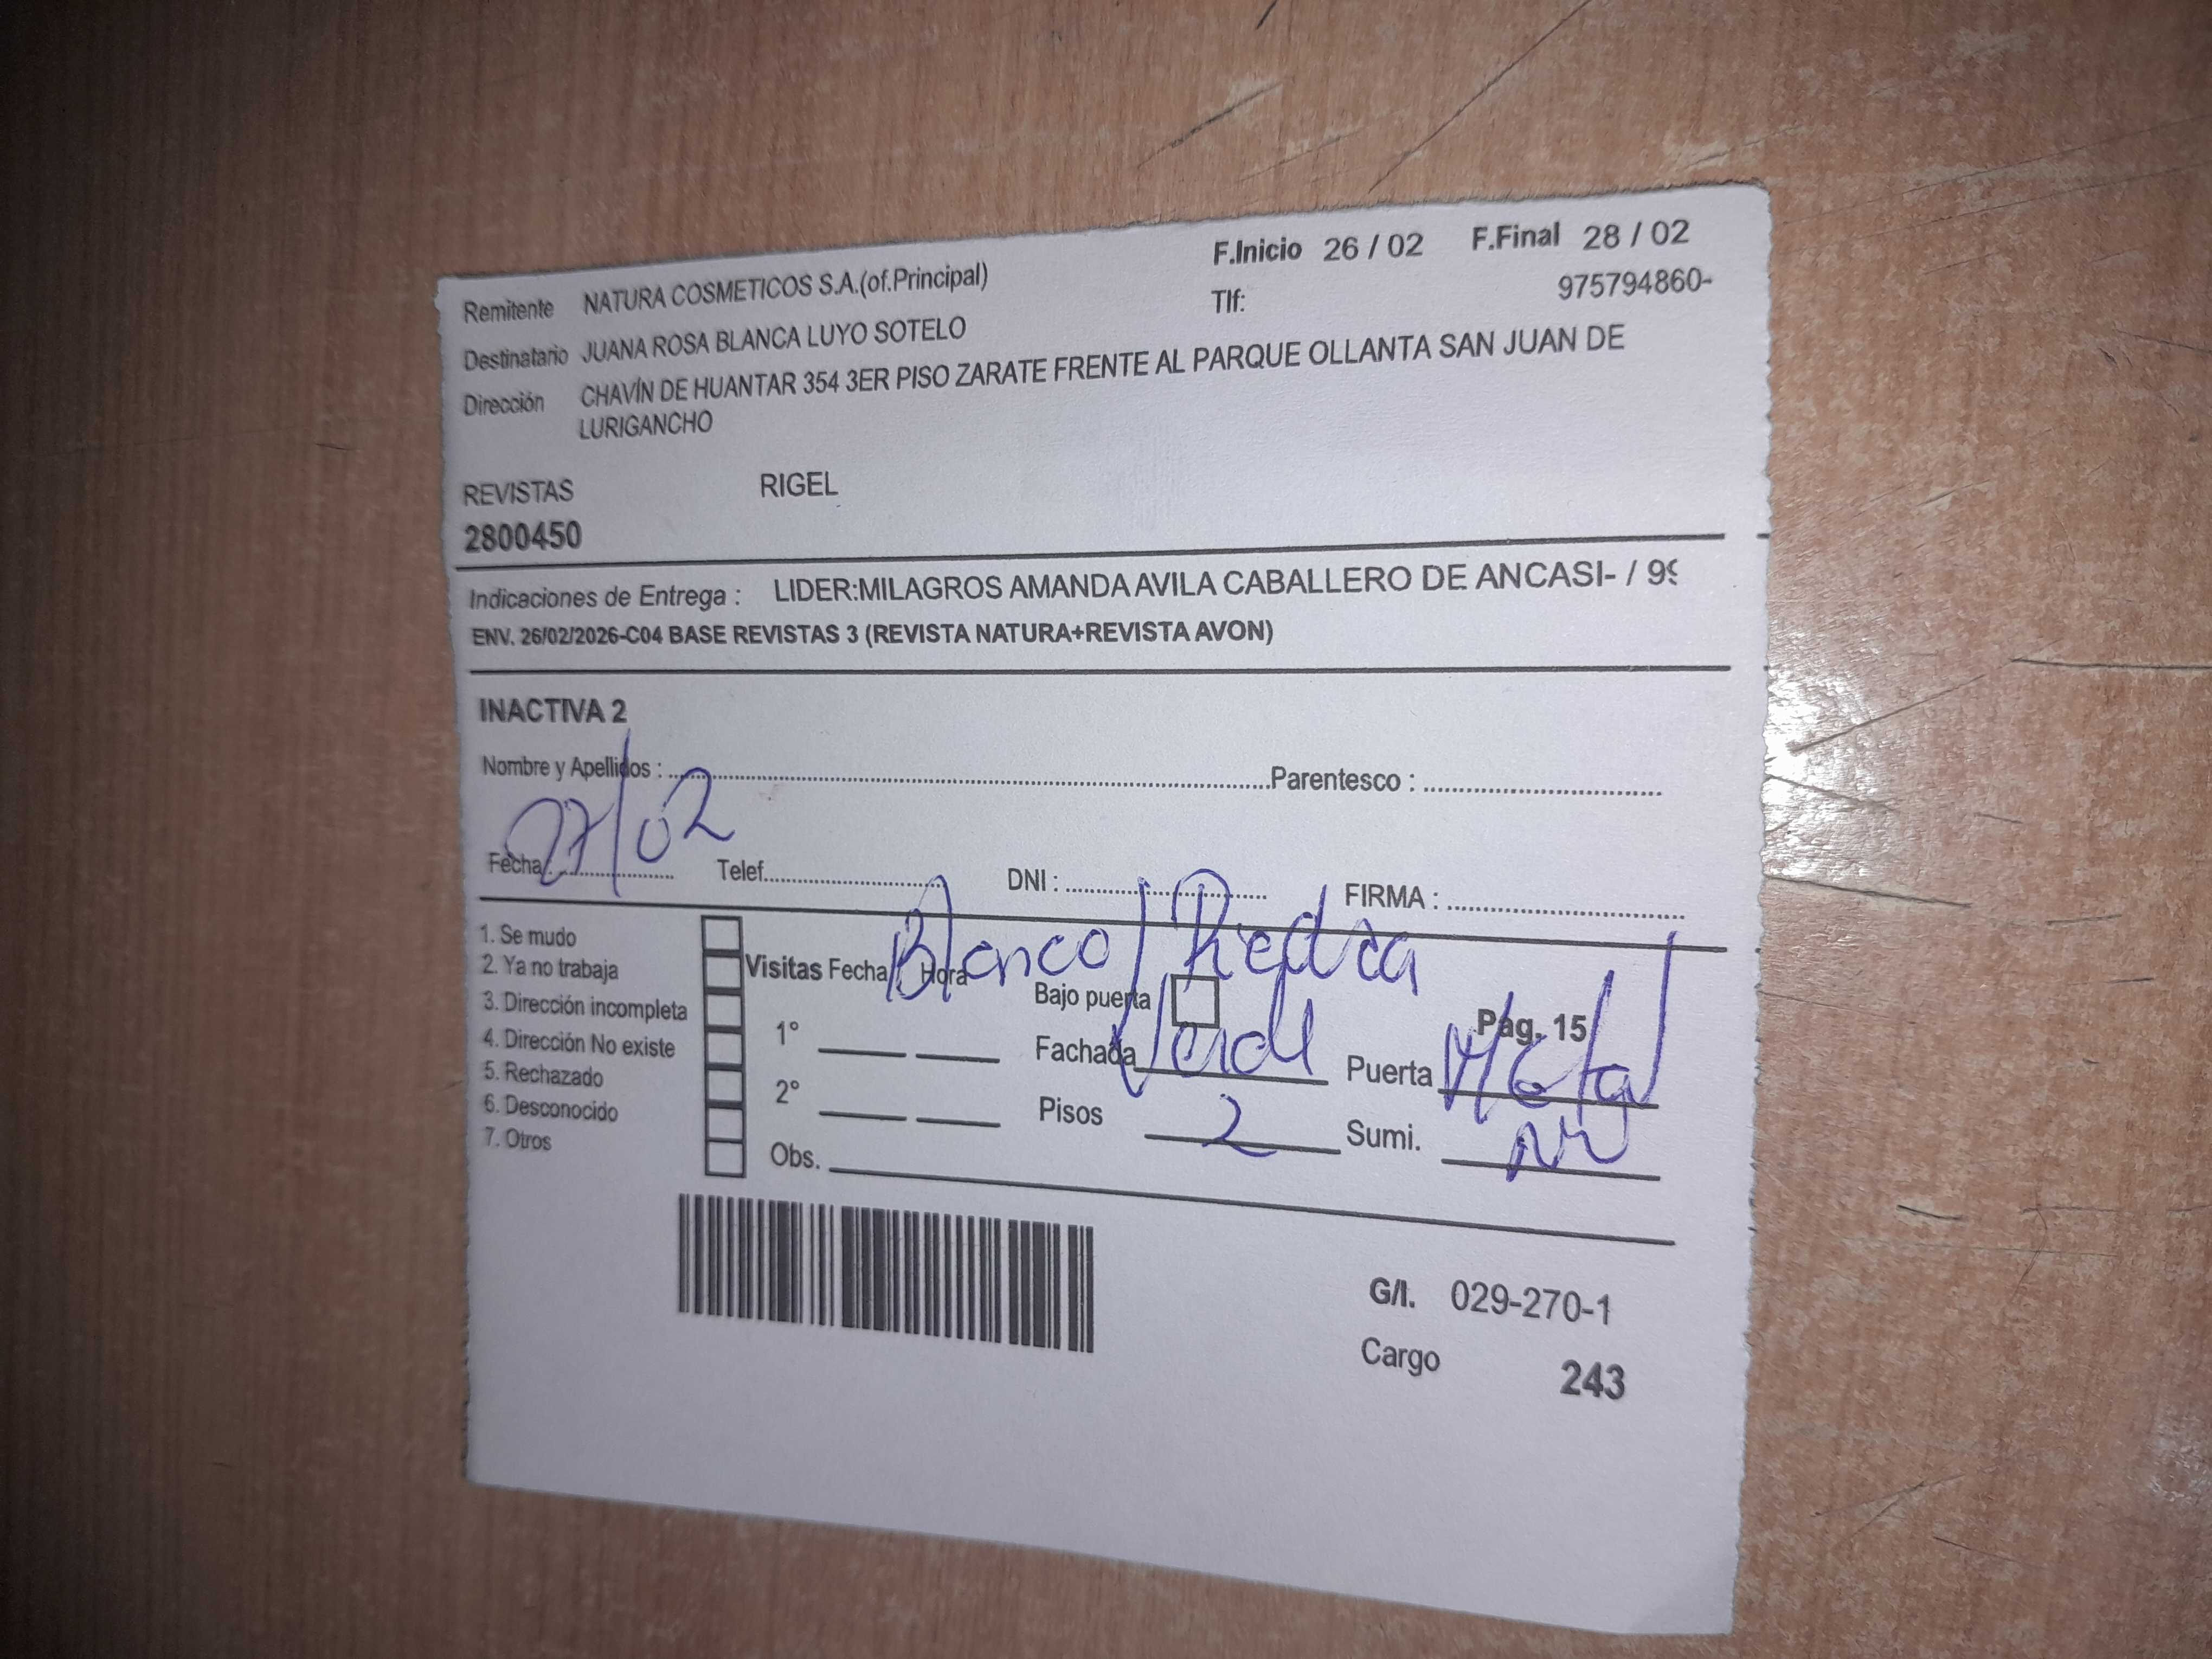 F.Inicio 26 / 02 F.Final 28 / 02
Remitente NATURA COSMETICOS S.A.(of.Principal) Tlf: 975794860-
Destinatario JUANA ROSA BLANCA LUYO SOTELO
Dirección CHAVÍN DE HUANTAR 354 3ER PISO ZARATE FRENTE AL PARQUE OLLANTA SAN JUAN DE
LURIGANCHO
REVISTAS RIGEL
2800450
Indicaciones de Entrega : LIDER:MILAGROS AMANDA AVILA CABALLERO DE ANCASI- / 99
ENV. 26/02/2026-C04 BASE REVISTAS 3 (REVISTA NATURA+REVISTA AVON)
INACTIVA 2
Nombre y Apellidos : Parentesco :
Fecha : 27/02 Telef. DNI : FIRMA :
1. Se mudo
2. Ya no trabaja
3. Dirección incompleta
4. Dirección No existe
5. Rechazado
6. Desconocido
7. Otros
Visitas Fecha Hora
1°
2°
Obs.
Blanco/Piedra
Bajo puerta Pag. 15
Fachada Verde Puerta Metal
Pisos 2 Sumi.
G/I. 029-270-1
Cargo 243